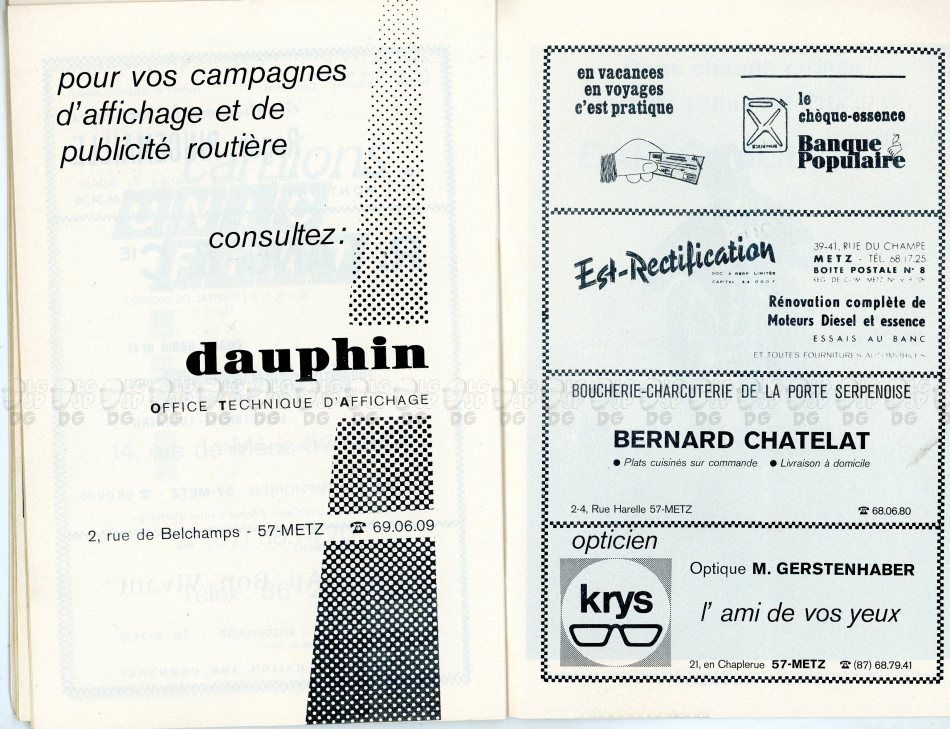 pour vos campagnes
d'affichage et de
publicité routière
consultez:
dauphin
OFFICE TECHNIQUE D'AFFICHAGE
2, rue de Belchamps - 57-METZ ☎ 69.06.09
en vacances
en voyages
c'est pratique
le
chèque-essence
Banque
Populaire
Est-Rectification
SOC. A RESP. LIMITÉE
39-41, RUE DU CHAMPE
METZ - TÉL. 68.17.25
BOITE POSTALE N° 8
Rénovation complète de
Moteurs Diesel et essence
ESSAIS AU BANC
ET TOUTES FOURNITURES AUTOMOBILES
BOUCHERIE-CHARCUTERIE DE LA PORTE SERPENOISE
BERNARD CHATELAT
● Plats cuisinés sur commande ● Livraison à domicile
2-4, Rue Harelle 57-METZ ☎ 68.06.80
opticien
krys
Optique M. GERSTENHABER
l' ami de vos yeux
21, en Chaplerue 57-METZ ☎ (87) 68.79.41